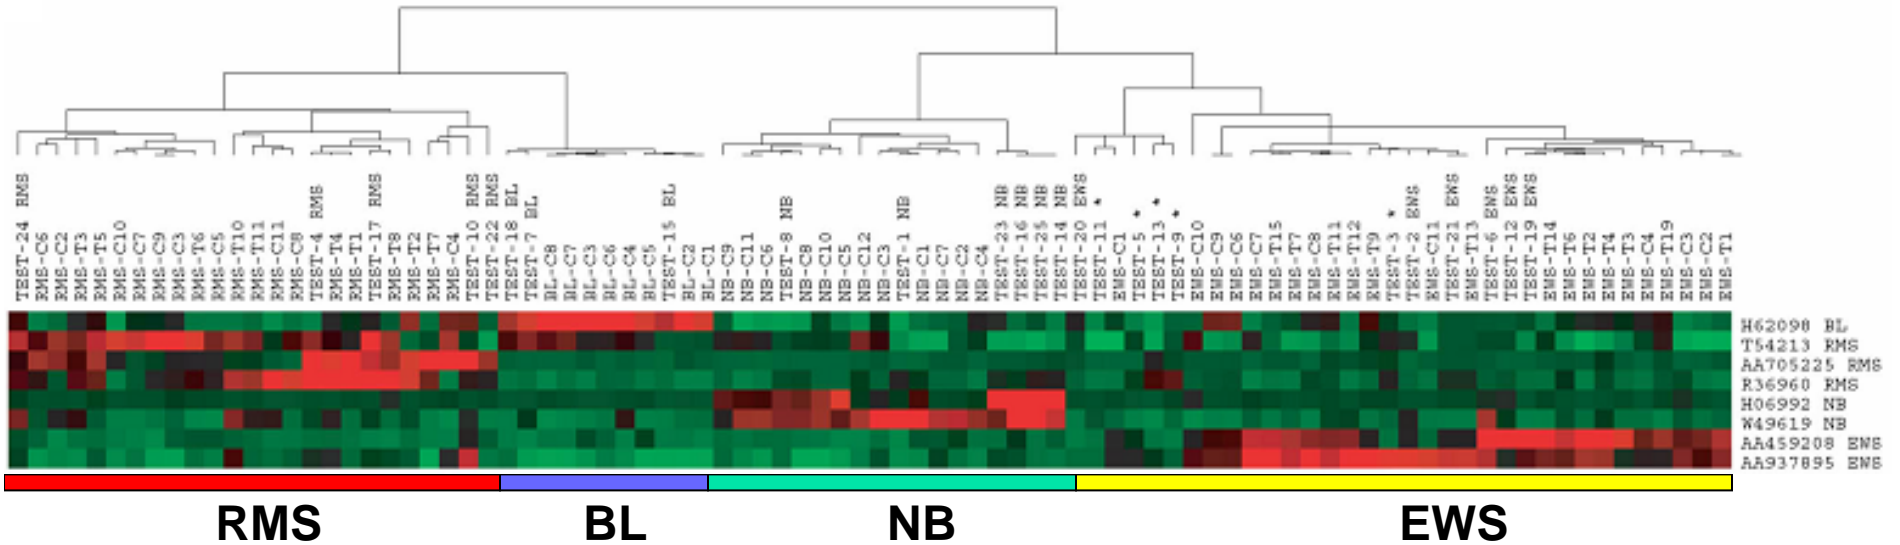 TEST-24 RMS
RMS-C6
RMS-C2
RMS-T3
RMS-T5
RMS-C10
RMS-C7
RMS-C9
RMS-C3
RMS-T6
RMS-C5
RMS-T10
RMS-T11
RMS-C11
RMS-C8
TEST-4 RMS
RMS-T4
RMS-T1
TEST-17 RMS
RMS-T8
RMS-T2
RMS-T7
RMS-C4
TEST-10 RMS
TEST-22 RMS
TEST-18 BL
TEST-7 BL
BL-C8
BL-C7
BL-C3
BL-C6
BL-C4
BL-C5
TEST-15 BL
BL-C2
BL-C1
NB-C9
NB-C11
NB-C6
TEST-8 NB
NB-C8
NB-C10
NB-C5
NB-C12
NB-C3
TEST-1 NB
NB-C1
NB-C7
NB-C2
NB-C4
TEST-23 NB
TEST-16 NB
TEST-25 NB
TEST-14 NB
TEST-20 EWS
TEST-11 *
EWS-C1
TEST-5 *
TEST-13 *
TEST-9 *
EWS-C10
EWS-C9
EWS-C6
EWS-C7
EWS-T15
EWS-T7
EWS-C8
EWS-T11
EWS-T12
EWS-T9
TEST-3 *
TEST-2 EWS
EWS-C11
TEST-21 EWS
EWS-T13
TEST-6 EWS
TEST-12 EWS
TEST-19 EWS
EWS-T14
EWS-T6
EWS-T2
EWS-T4
EWS-T3
EWS-C4
EWS-T19
EWS-C3
EWS-C2
EWS-T1
H62098 BL
T54213 RMS
AA705225 RMS
R36960 RMS
H06992 NB
W49619 NB
AA459208 EWS
AA937895 EWS
RMS
BL
NB
EWS